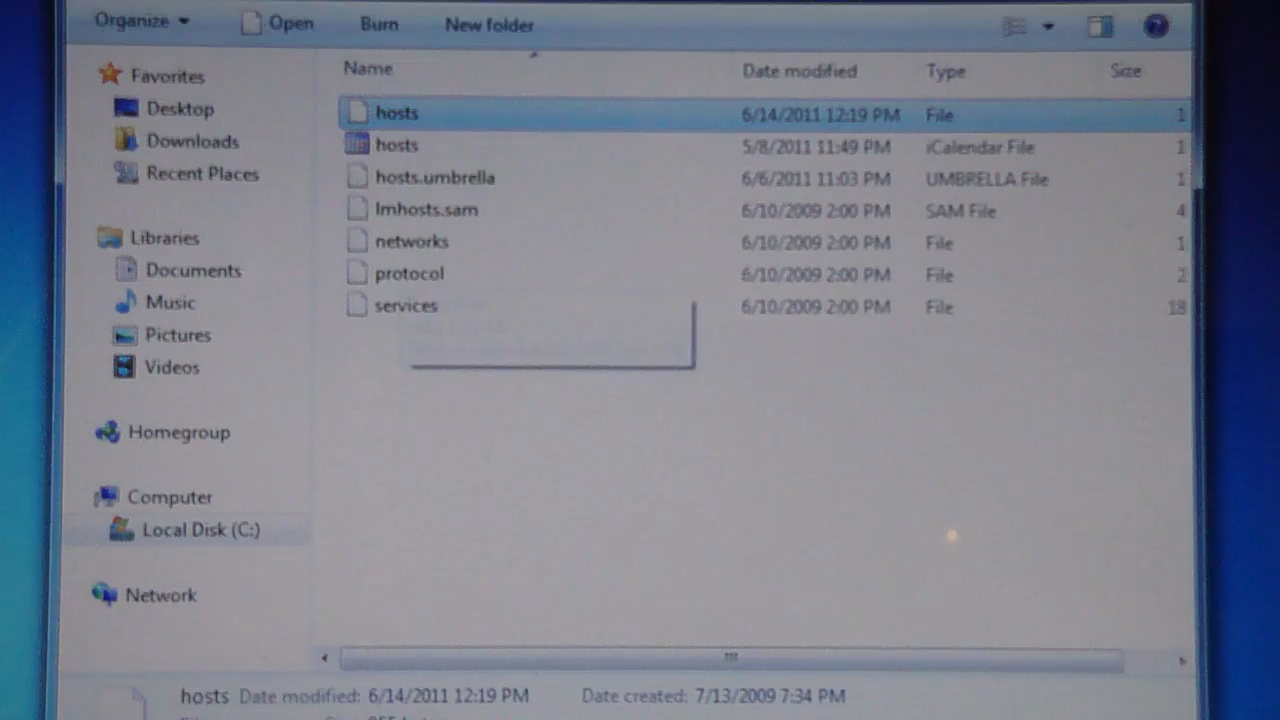 Organize Open Burn New folder
Name Date modified Type Size
Favorites
Desktop
Downloads
Recent Places
Libraries
Documents
Music
Pictures
Videos
Homegroup
Computer
Local Disk (C:)
Network
hosts 6/14/2011 12:19 PM File 1
hosts 5/8/2011 11:49 PM iCalendar File 1
hosts.umbrella 6/6/2011 11:03 PM UMBRELLA File 1
lmhosts.sam 6/10/2009 2:00 PM SAM File 4
networks 6/10/2009 2:00 PM File 1
protocol 6/10/2009 2:00 PM File 2
services 6/10/2009 2:00 PM File 18
hosts Date modified: 6/14/2011 12:19 PM Date created: 7/13/2009 7:34 PM